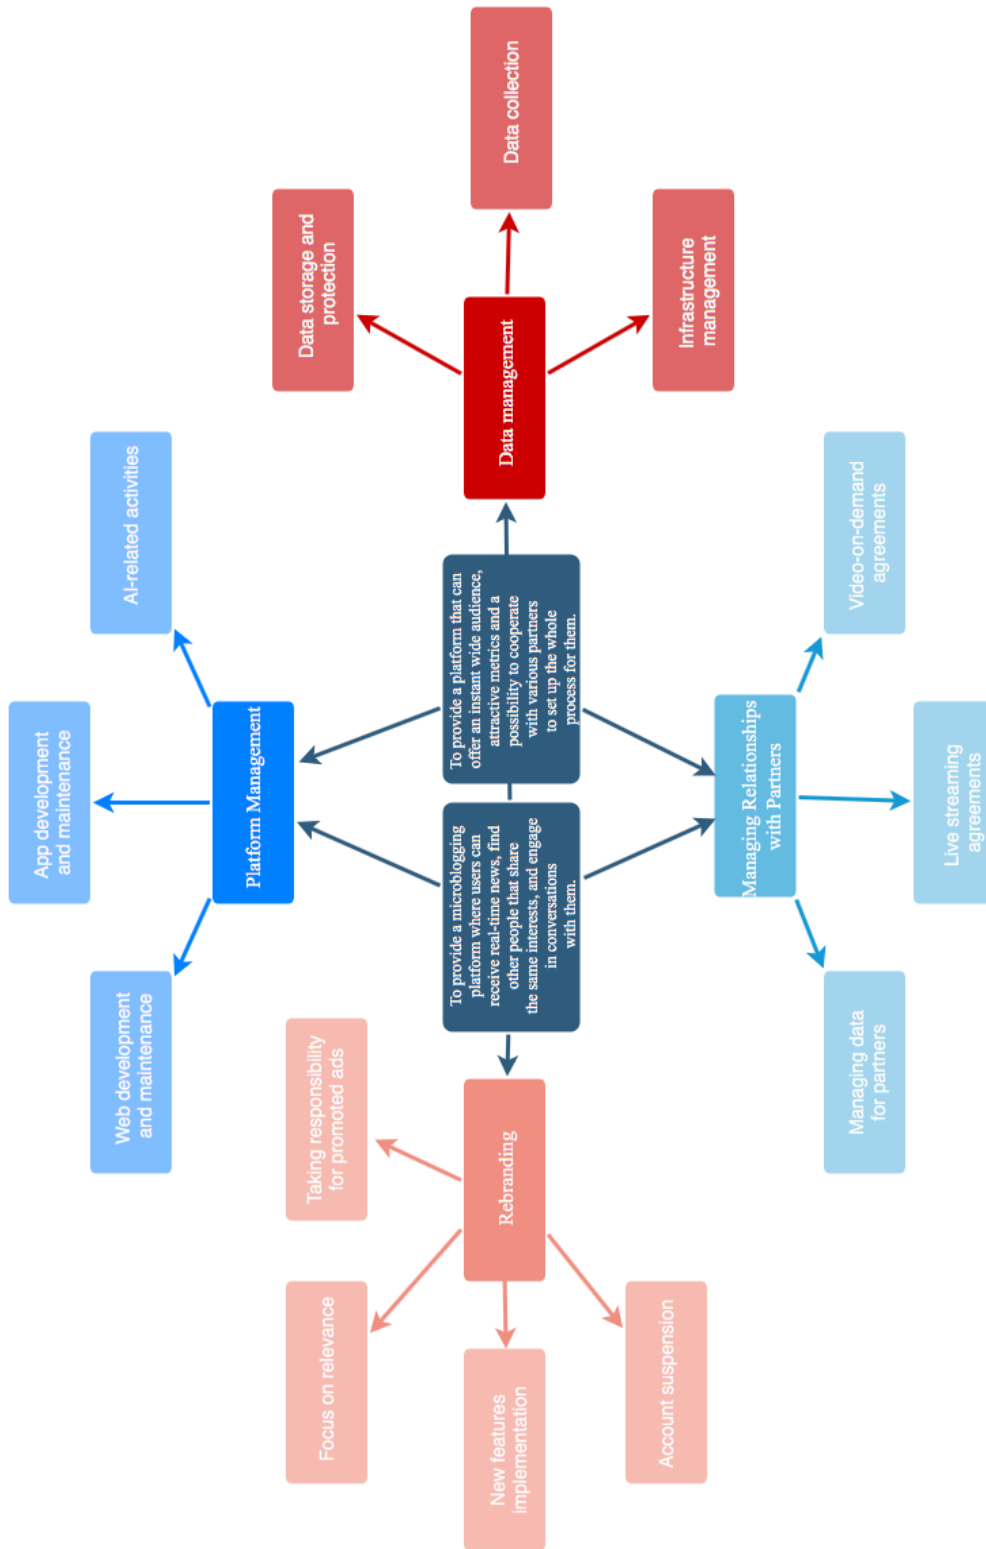 Web development
and maintenance
App development
and maintenance
AI-related activities
Platform Management
Focus on relevance
Taking responsibility
for promoted ads
Data storage and
protection
New features
implementation
Rebranding
To provide a microblogging
platform where users can
receive real-time news, find
other people that share
the same interests, and engage
in conversations
with them.
To provide a platform that can
offer an instant wide audience,
attractive metrics and a
possibility to cooperate
with various partners
to set up the whole
process for them.
Data management
Data collection
Account suspension
Infrastructure
management
Managing Relationships
with Partners
Managing data
for partners
Live streaming
agreements
Video-on-demand
agreements